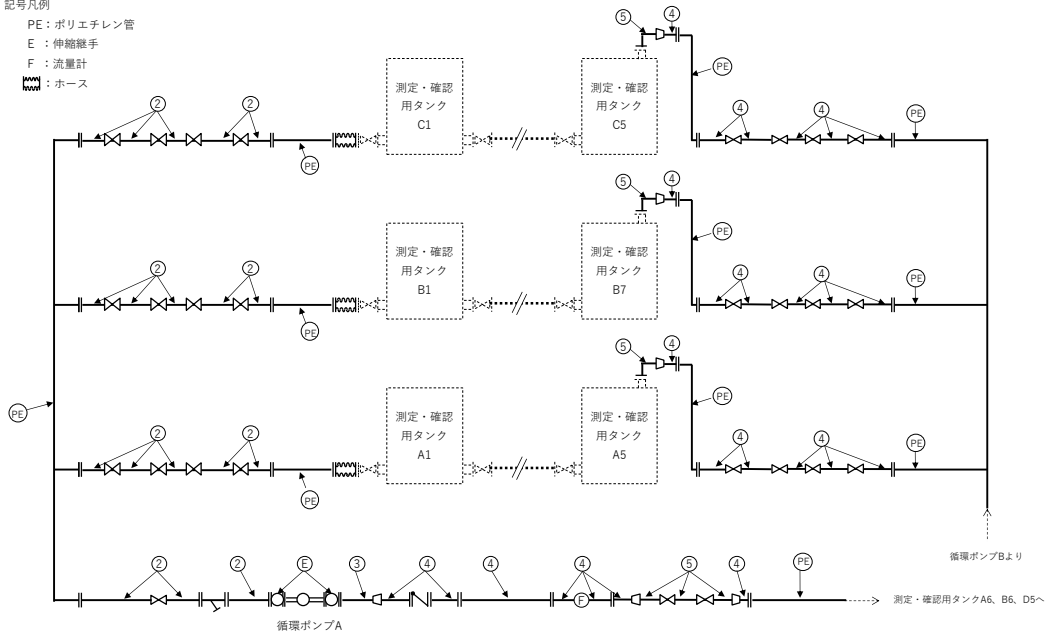 記号凡例
PE：ポリエチレン管
E ：伸縮継手
F ：流量計
：ホース
⑤ ④
測定・確認
用タンク
C1
測定・確認
用タンク
C5
PE
② ② ④ ④ PE
PE
⑤ ④
測定・確認
用タンク
B1
測定・確認
用タンク
B7
PE
② ② ④ ④ PE
PE
⑤ ④
測定・確認
用タンク
A1
測定・確認
用タンク
A5
PE
PE
② ② ④ ④ PE
PE
循環ポンプBより
② ② E ③ ④ ④ ④ ⑤ ④ PE
F
測定・確認用タンクA6、B6、D5へ
循環ポンプA